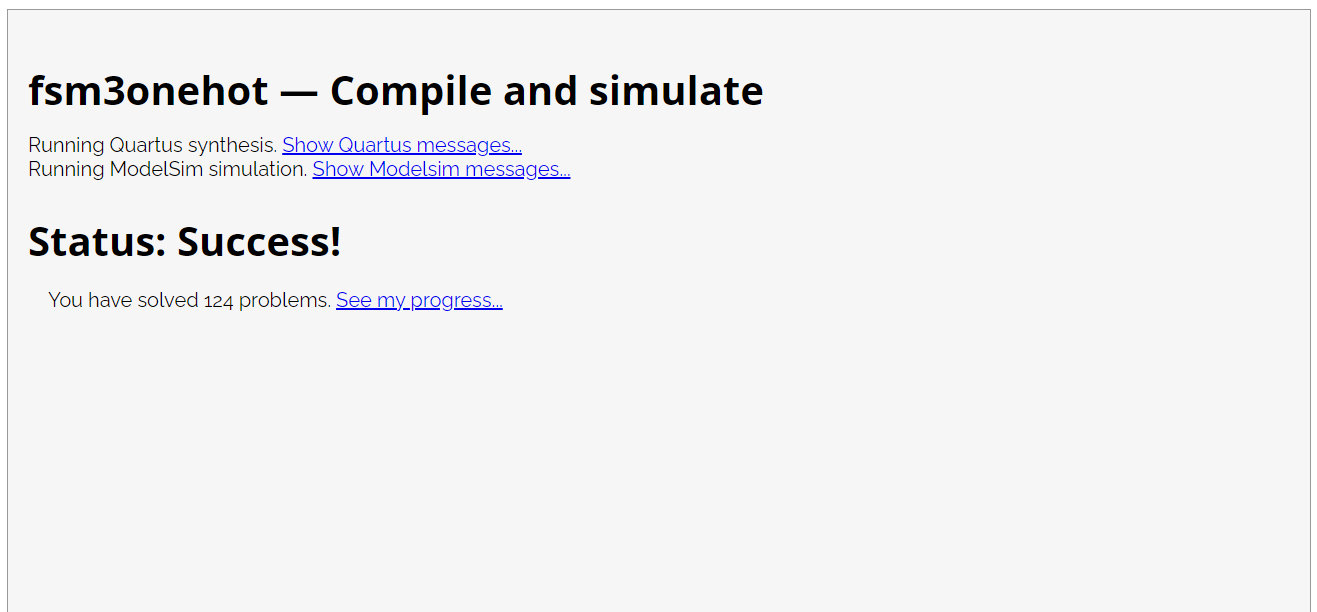 fsm3onehot — Compile and simulate
Running Quartus synthesis. Show Quartus messages...
Running ModelSim simulation. Show Modelsim messages...
Status: Success!
You have solved 124 problems. See my progress...